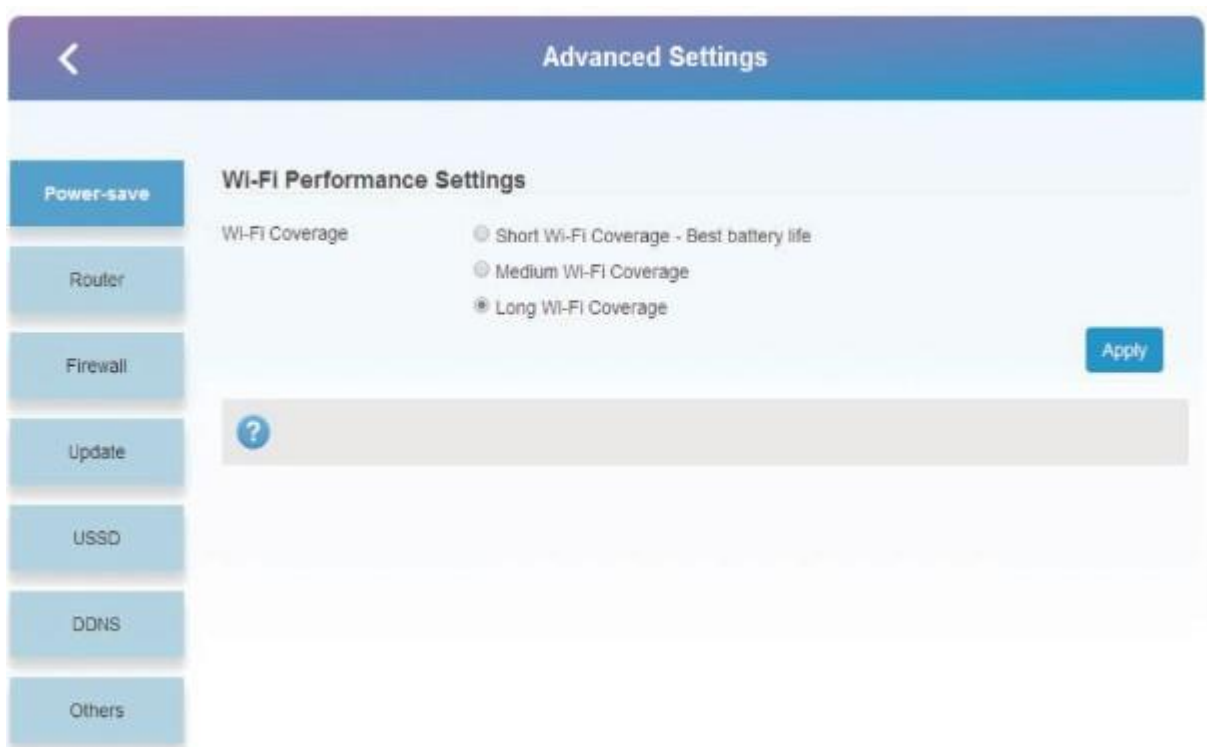 Advanced Settings
Power-save
Wi-Fi Performance Settings
Wi-Fi Coverage
Short Wi-Fi Coverage - Best battery life
Medium Wi-Fi Coverage
Long Wi-Fi Coverage
Apply
Router
Firewall
Update
USSD
DDNS
Others
?